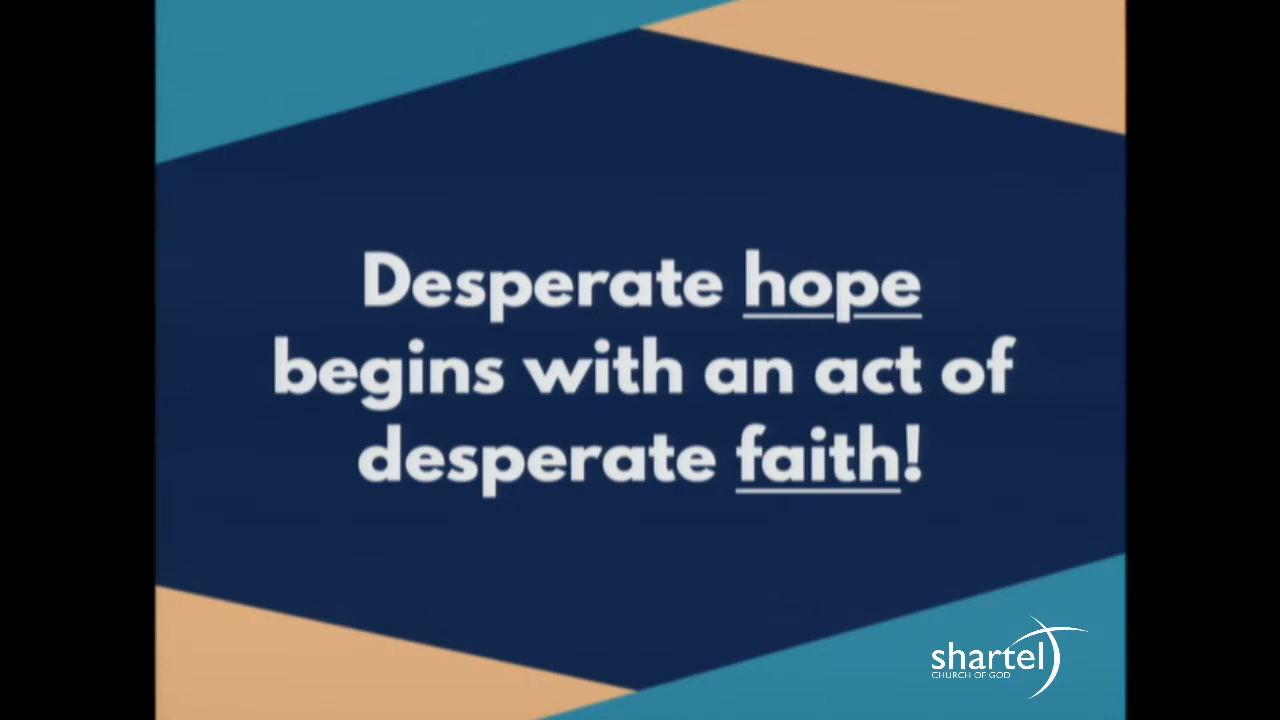 Desperate hope
begins with an act of
desperate faith!
shartel
CHURCH OF GOD